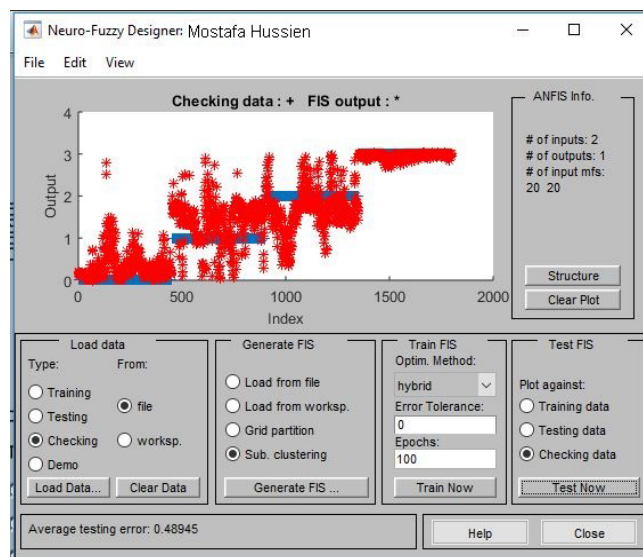 Neuro-Fuzzy Designer: Mostafa Hussien
File Edit View
Checking data : + FIS output : *
4
3
2
1
0
Output
0 500 1000 1500 2000
Index
ANFIS Info.
# of inputs: 2
# of outputs: 1
# of input mfs:
20 20
Structure
Clear Plot
Load data
Type: From:
Training
Testing
Checking
Demo
file
worksp.
Load Data... Clear Data
Generate FIS
Load from file
Load from worksp.
Grid partition
Sub. clustering
Generate FIS ...
Train FIS
Optim. Method:
hybrid
Error Tolerance:
0
Epochs:
100
Train Now
Test FIS
Plot against:
Training data
Testing data
Checking data
Test Now
Average testing error: 0.48945
Help Close